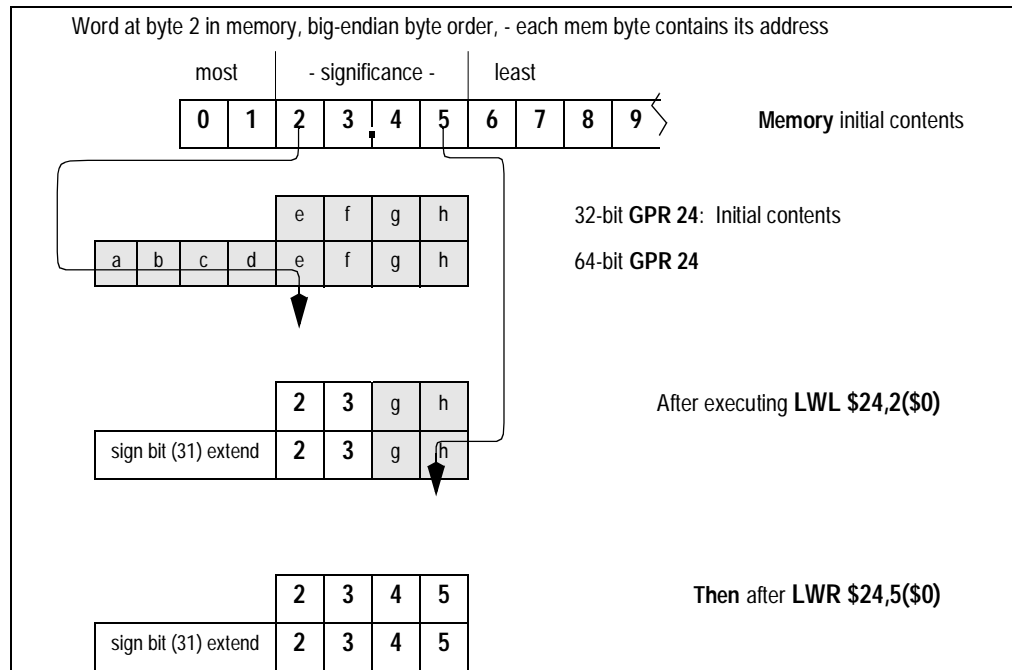 Word at byte 2 in memory, big-endian byte order, - each mem byte contains its address
most - significance - least
0 1 2 3 4 5 6 7 8 9 Memory initial contents
e f g h 32-bit GPR 24: Initial contents
a b c d e f g h 64-bit GPR 24
2 3 g h After executing LWL $24,2($0)
sign bit (31) extend 2 3 g h
2 3 4 5 Then after LWR $24,5($0)
sign bit (31) extend 2 3 4 5